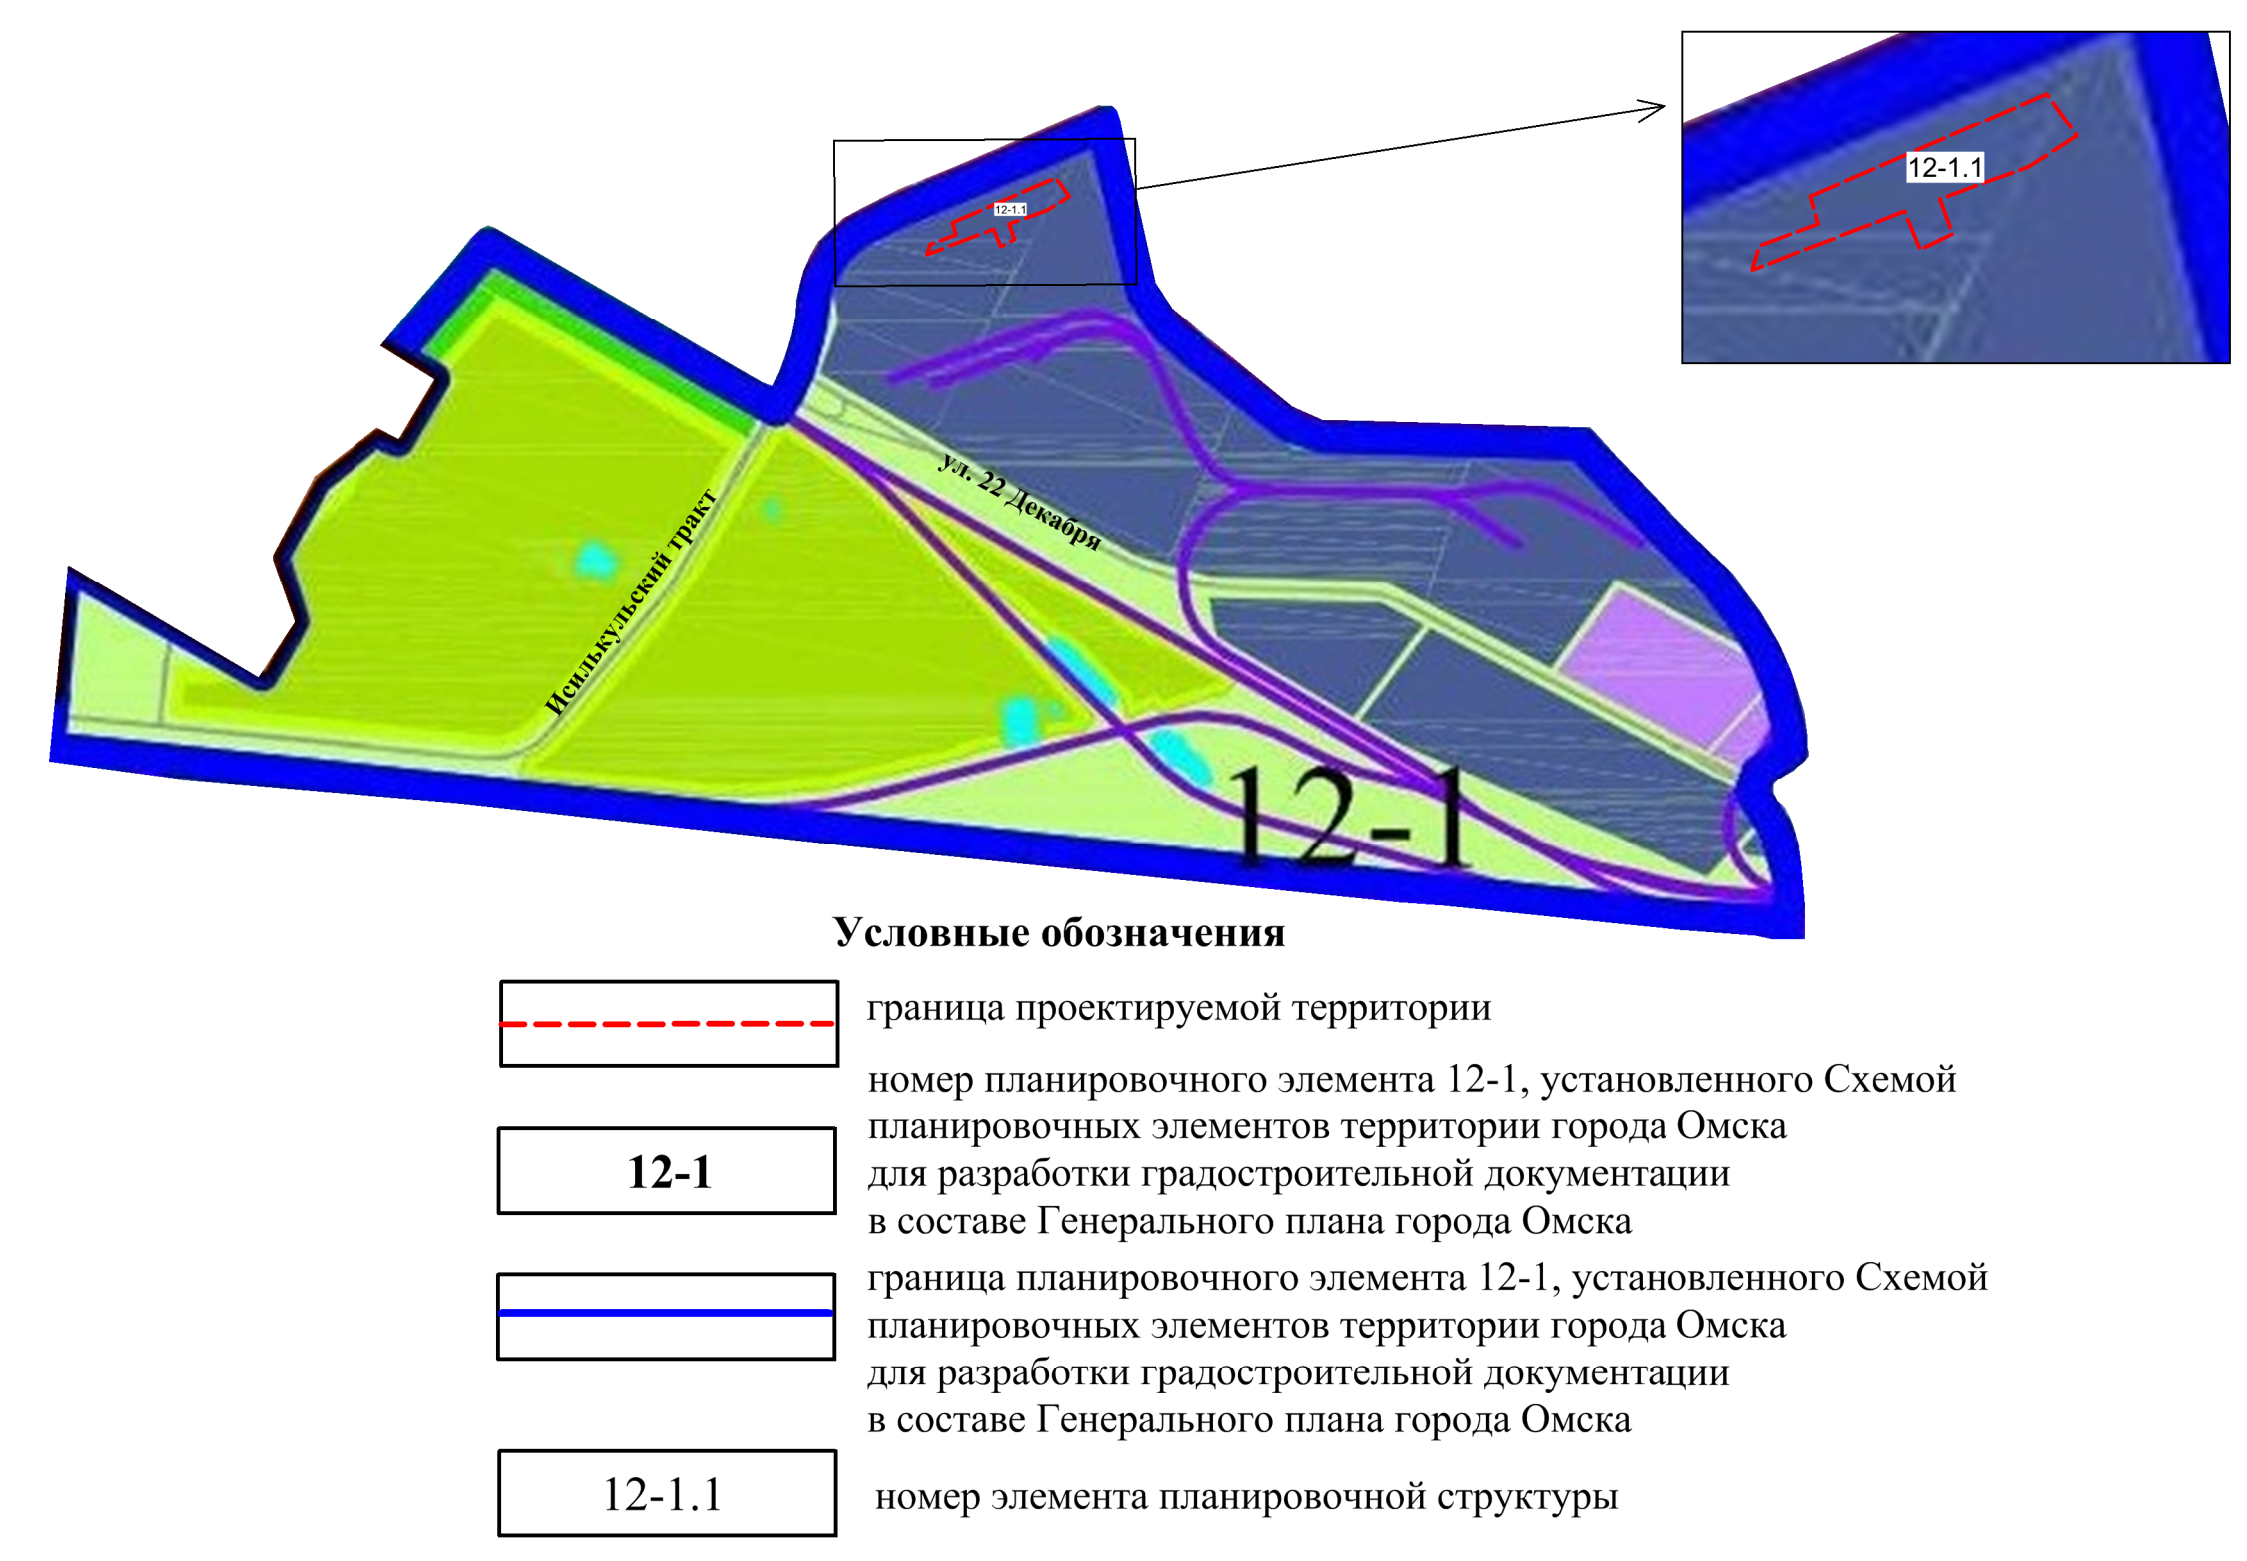 12-1.1
12-1.1
ул. 22 Декабря
Исилькульский тракт
12-1
Условные обозначения
граница проектируемой территории
номер планировочного элемента 12-1, установленного Схемой
планировочных элементов территории города Омска
для разработки градостроительной документации
в составе Генерального плана города Омска
12-1
граница планировочного элемента 12-1, установленного Схемой
планировочных элементов территории города Омска
для разработки градостроительной документации
в составе Генерального плана города Омска
12-1.1
номер элемента планировочной структуры